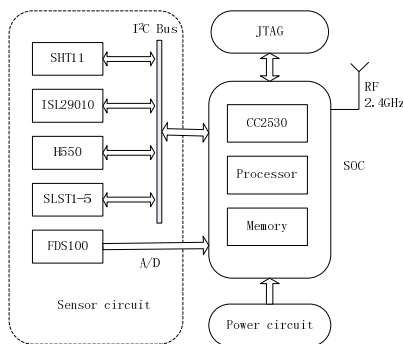 I²C Bus
SHT11
ISL29010
H550
SLST1-5
FDS100
A/D
Sensor circuit
JTAG
RF
2.4GHz
CC2530
SOC
Processor
Memory
Power circuit